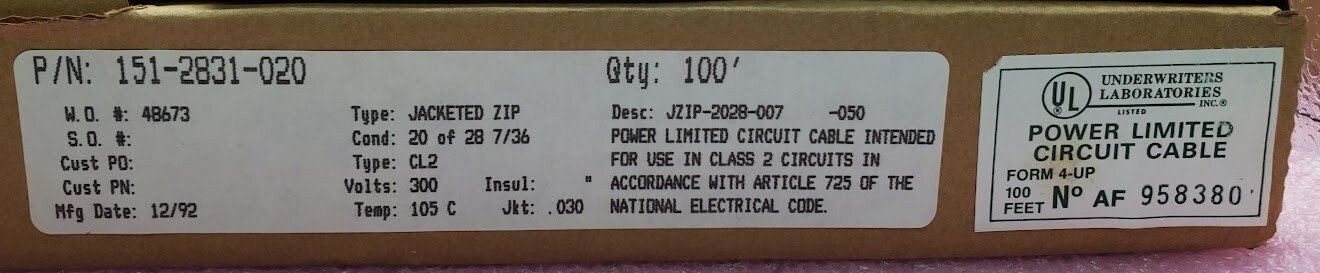 P/N: 151-2831-020 Qty: 100'
W.O. #: 48673 Type: JACKETED ZIP Desc: JZIP-2028-007 -050
S.O. #: Cond: 20 of 28 7/36 POWER LIMITED CIRCUIT CABLE INTENDED
Cust PO: Type: CL2 FOR USE IN CLASS 2 CIRCUITS IN
Cust PN: Volts: 300 Insul: " ACCORDANCE WITH ARTICLE 725 OF THE
Mfg Date: 12/92 Temp: 105 C Jkt: .030 NATIONAL ELECTRICAL CODE.
UL UNDERWRITERS
LABORATORIES
INC.®
LISTED
POWER LIMITED
CIRCUIT CABLE
FORM 4-UP
100 FEET Nº AF 958380